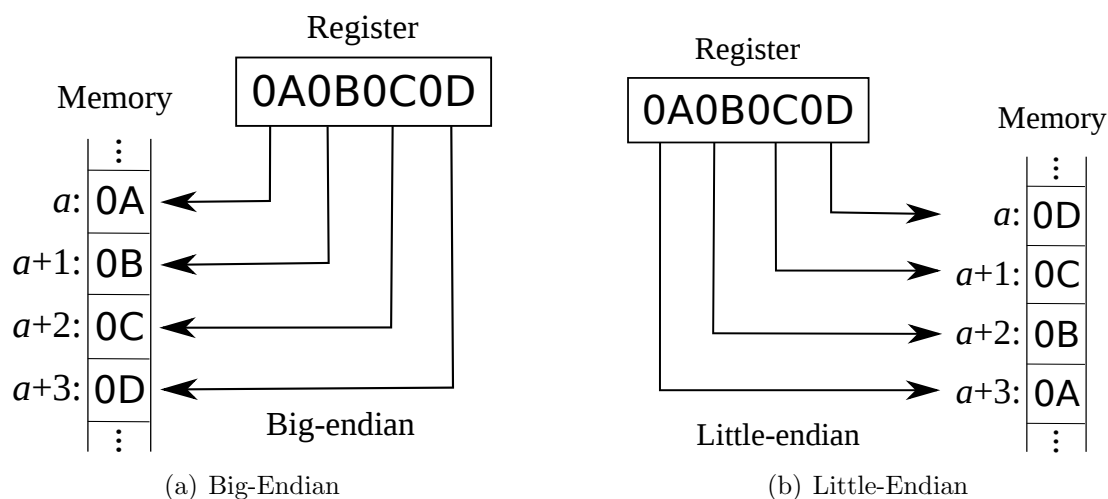 Register
0A0B0C0D
Memory
⋮
a: 0A
a+1: 0B
a+2: 0C
a+3: 0D
⋮
Big-endian
(a) Big-Endian
Register
0A0B0C0D
Memory
⋮
a: 0D
a+1: 0C
a+2: 0B
a+3: 0A
⋮
Little-endian
(b) Little-Endian